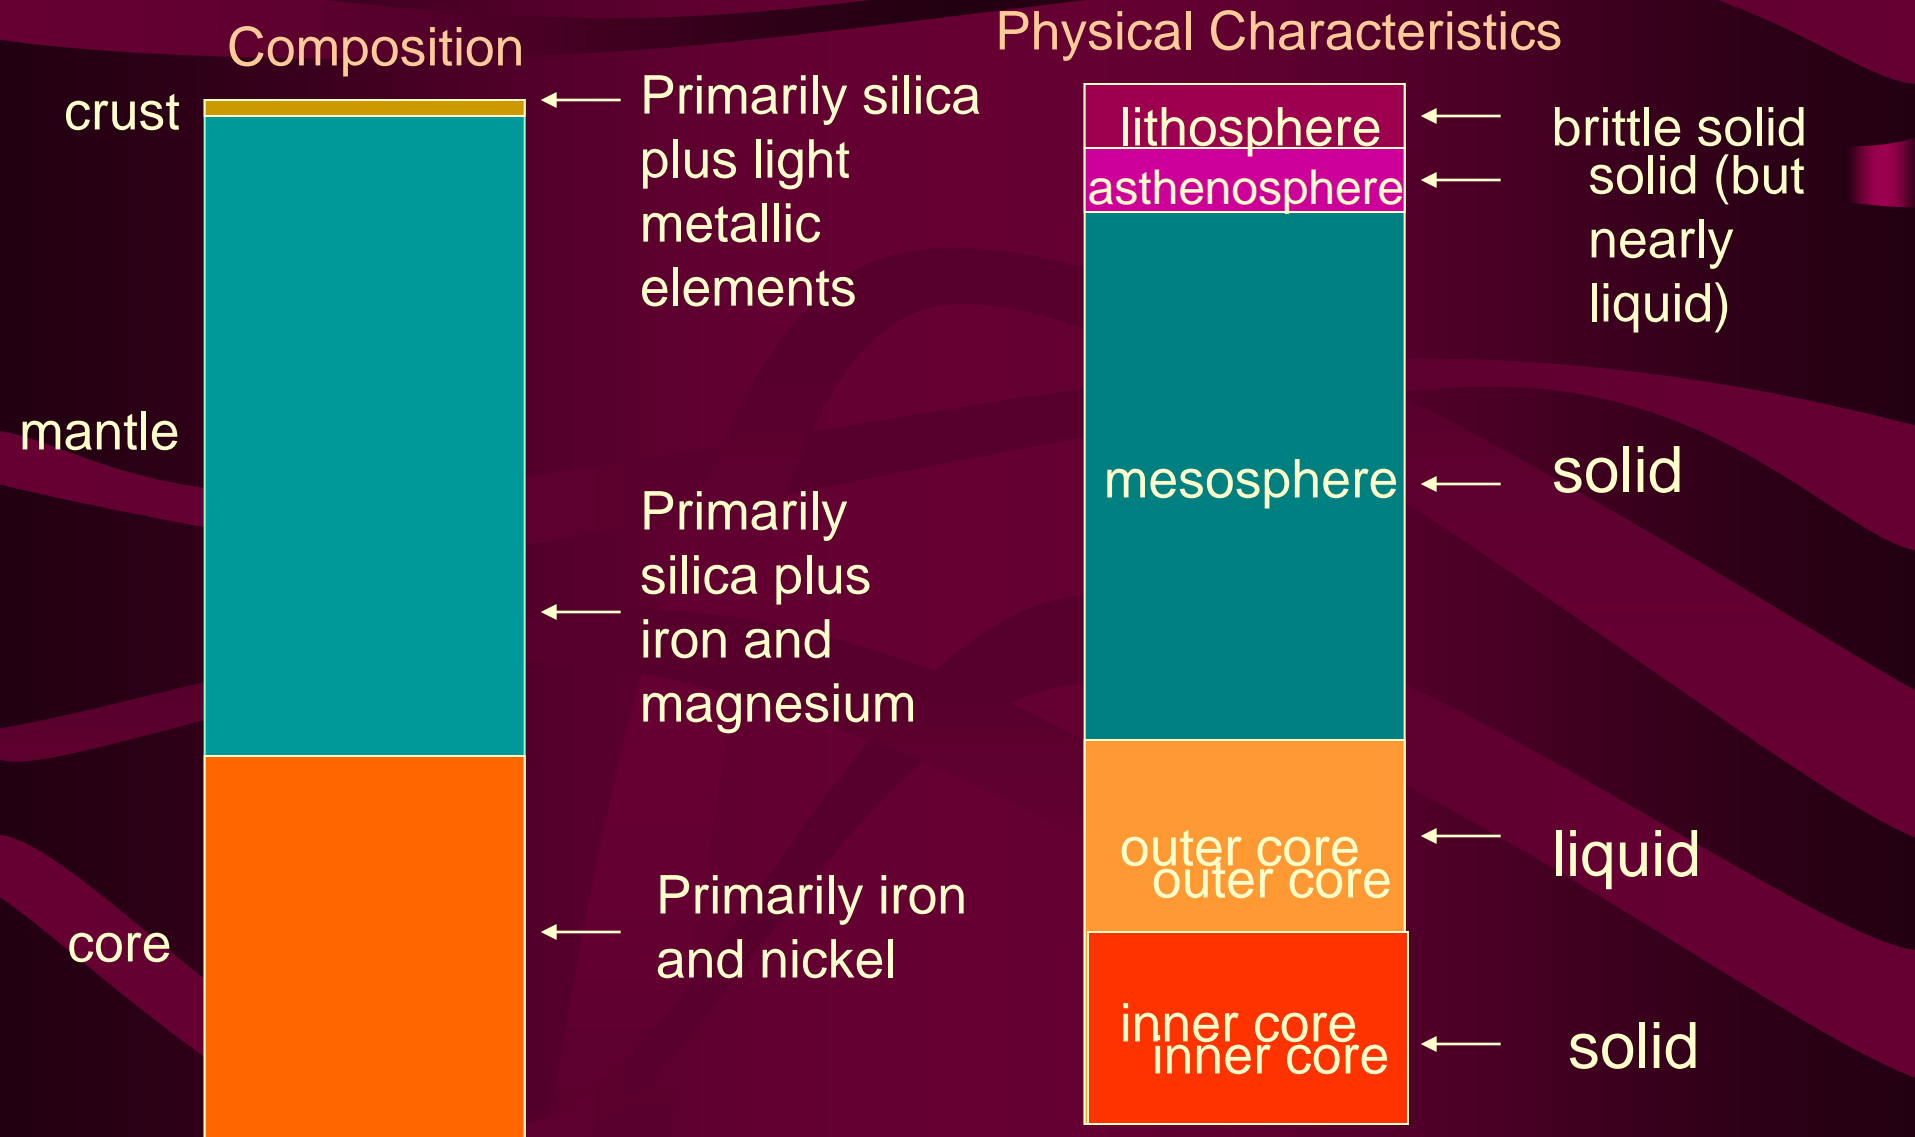 Composition
crust
Primarily silica
plus light
metallic
elements
mantle
Primarily
silica plus
iron and
magnesium
core
Primarily iron
and nickel
Physical Characteristics
lithosphere
brittle solid
asthenosphere
solid (but
nearly
liquid)
mesosphere
solid
outer core
outer core
liquid
inner core
inner core
solid